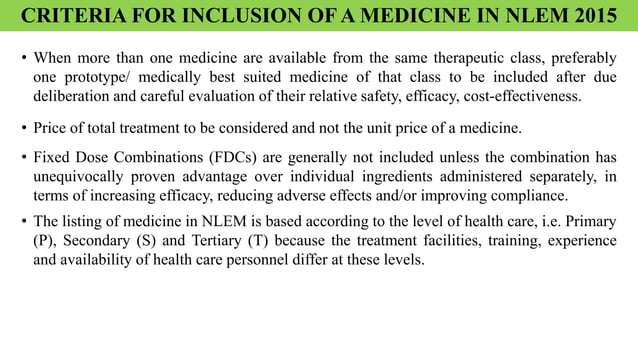 CRITERIA FOR INCLUSION OF A MEDICINE IN NLEM 2015
• When more than one medicine are available from the same therapeutic class, preferably
one prototype/ medically best suited medicine of that class to be included after due
deliberation and careful evaluation of their relative safety, efficacy, cost-effectiveness.
• Price of total treatment to be considered and not the unit price of a medicine.
• Fixed Dose Combinations (FDCs) are generally not included unless the combination has
unequivocally proven advantage over individual ingredients administered separately, in
terms of increasing efficacy, reducing adverse effects and/or improving compliance.
• The listing of medicine in NLEM is based according to the level of health care, i.e. Primary
(P), Secondary (S) and Tertiary (T) because the treatment facilities, training, experience
and availability of health care personnel differ at these levels.